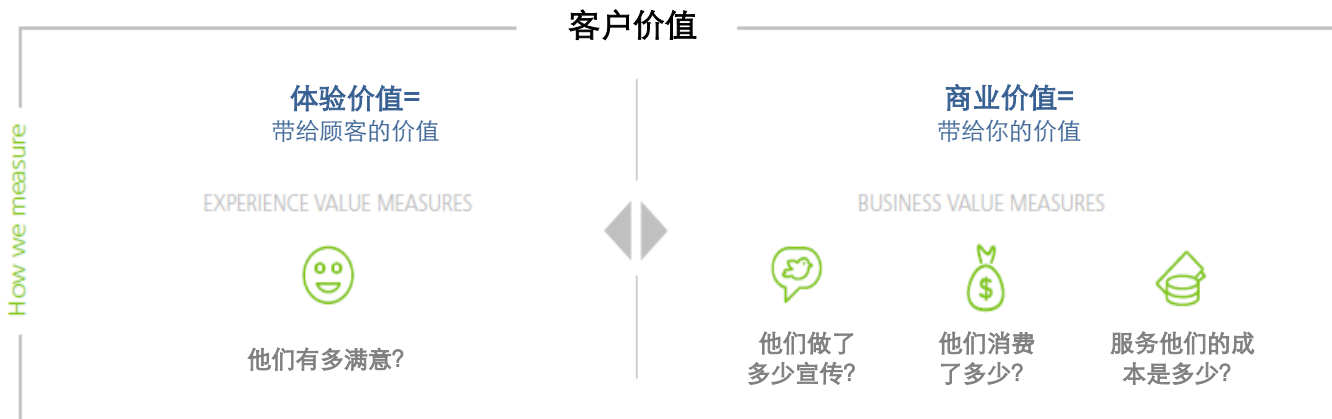 客户价值
体验价值=
带给顾客的价值
商业价值=
带给你的价值
How we measure
EXPERIENCE VALUE MEASURES
BUSINESS VALUE MEASURES
$
他们有多满意?
他们做了
多少宣传?
他们消费
了多少?
服务他们的成
本是多少?